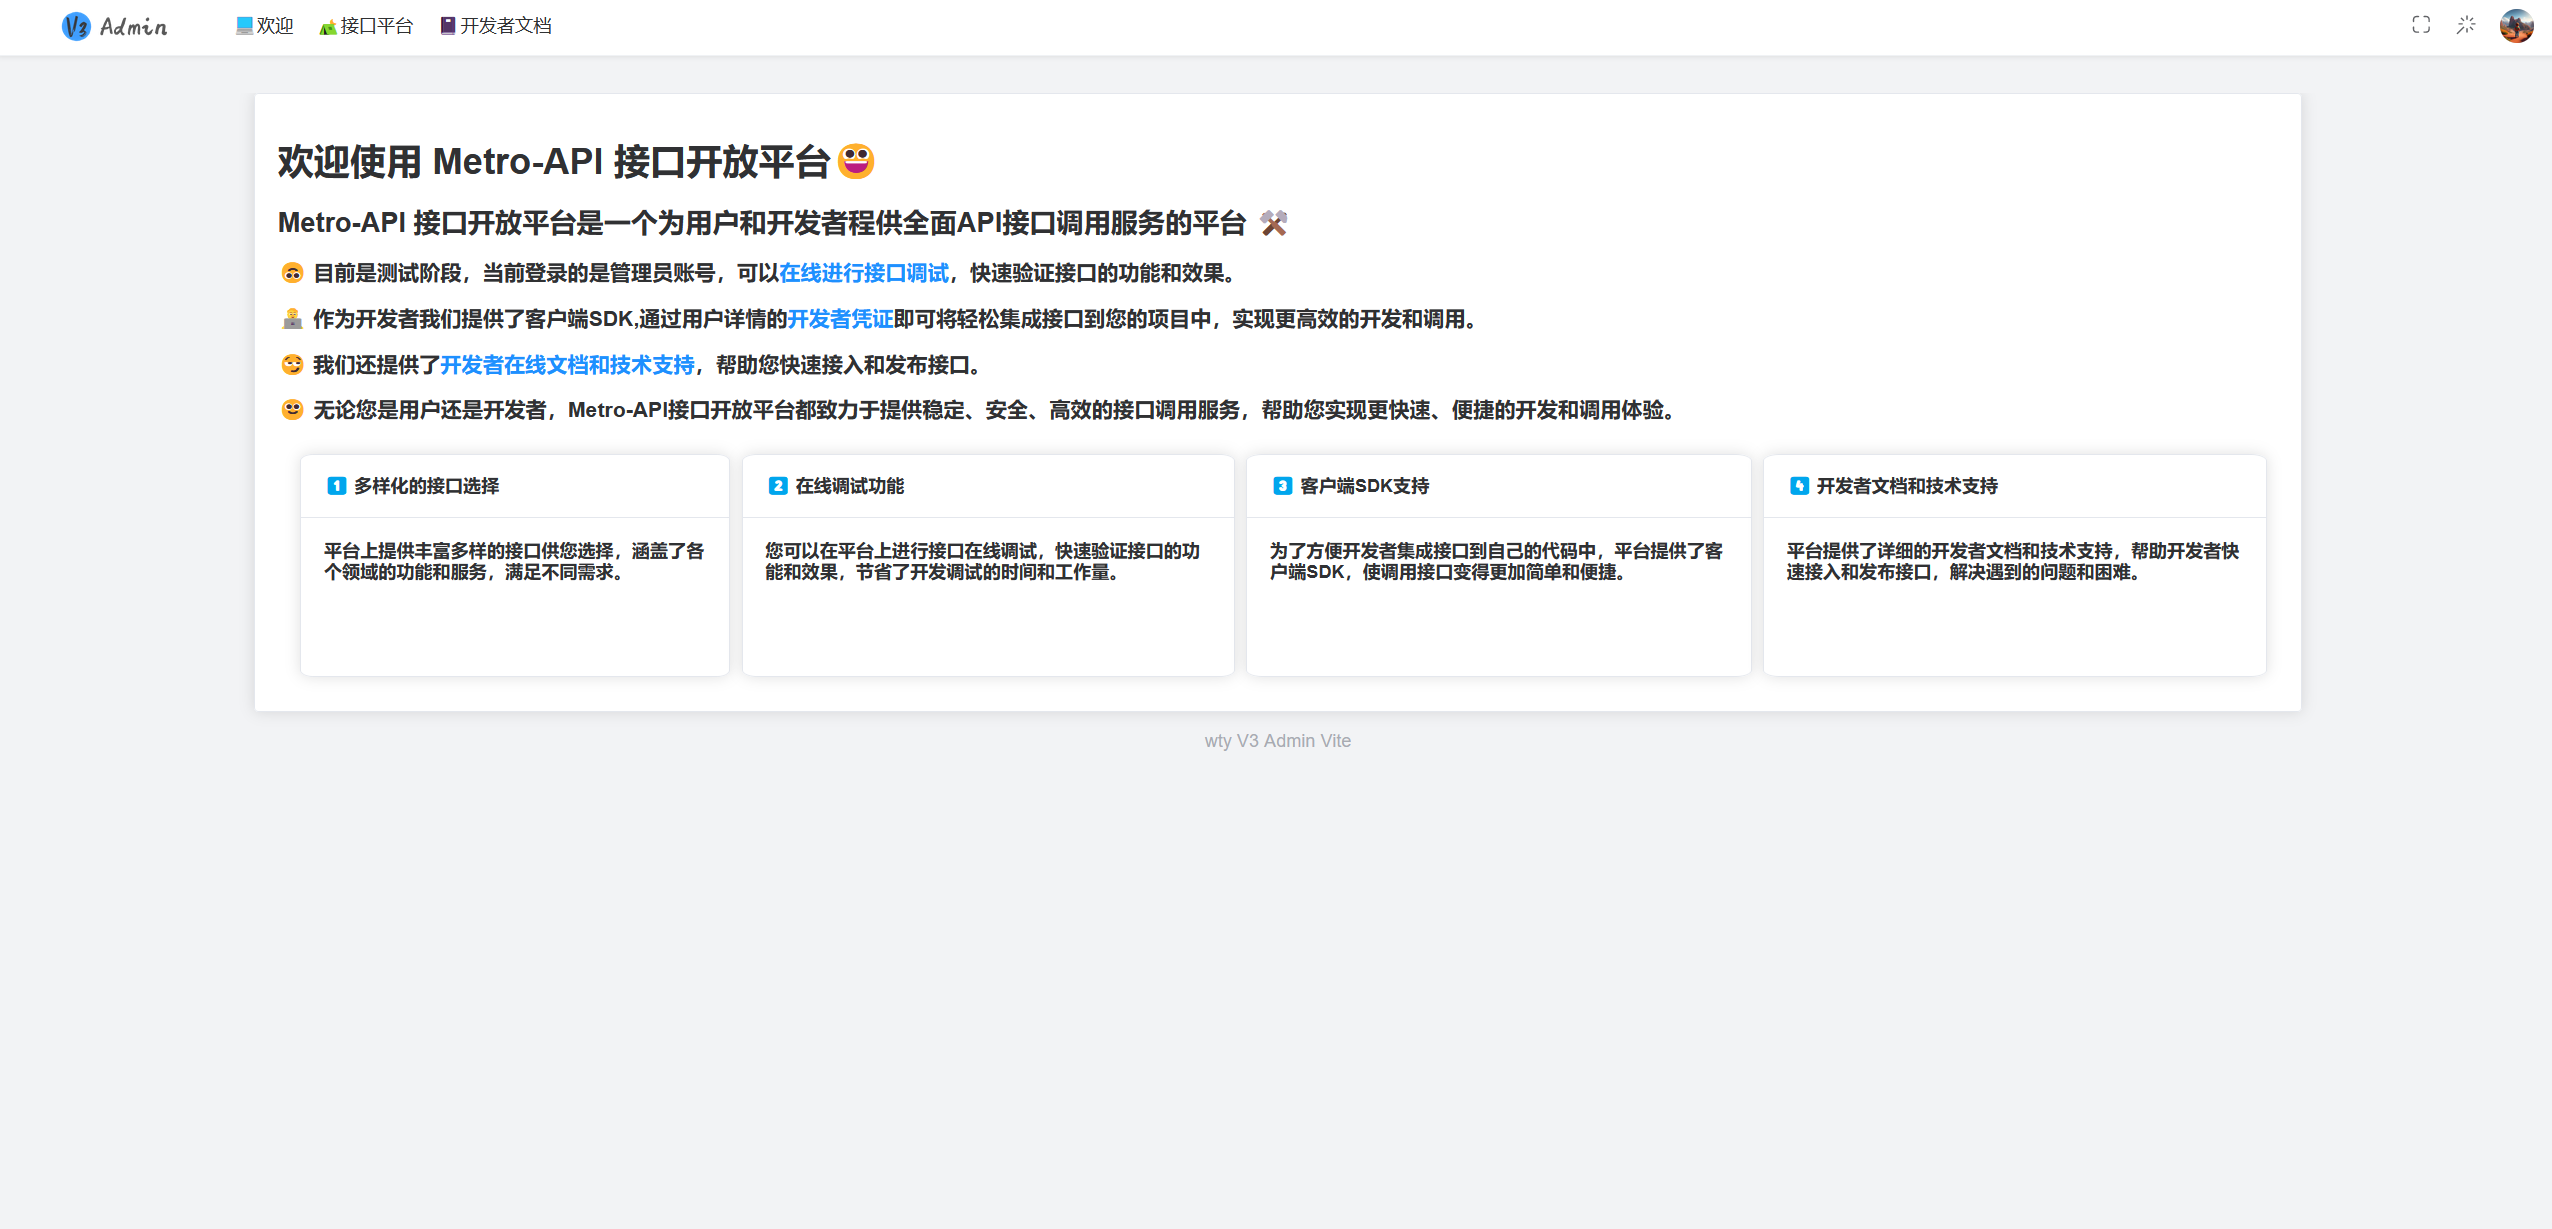 V3 Admin
欢迎
接口平台
开发者文档
欢迎使用 Metro-API 接口开放平台
Metro-API 接口开放平台是一个为用户和开发者程供全面API接口调用服务的平台
目前是测试阶段，当前登录的是管理员账号，可以在线进行接口调试，快速验证接口的功能和效果。
作为开发者我们提供了客户端SDK,通过用户详情的开发者凭证即可将轻松集成接口到您的项目中，实现更高效的开发和调用。
我们还提供了开发者在线文档和技术支持，帮助您快速接入和发布接口。
无论您是用户还是开发者，Metro-API接口开放平台都致力于提供稳定、安全、高效的接口调用服务，帮助您实现更快速、便捷的开发和调用体验。
1 多样化的接口选择
平台上提供丰富多样的接口供您选择，涵盖了各
个领域的功能和服务，满足不同需求。
2 在线调试功能
您可以在平台上进行接口在线调试，快速验证接口的功
能和效果，节省了开发调试的时间和工作量。
3 客户端SDK支持
为了方便开发者集成接口到自己的代码中，平台提供了客
户端SDK，使调用接口变得更加简单和便捷。
4 开发者文档和技术支持
平台提供了详细的开发者文档和技术支持，帮助开发者快
速接入和发布接口，解决遇到的问题和困难。
wty V3 Admin Vite